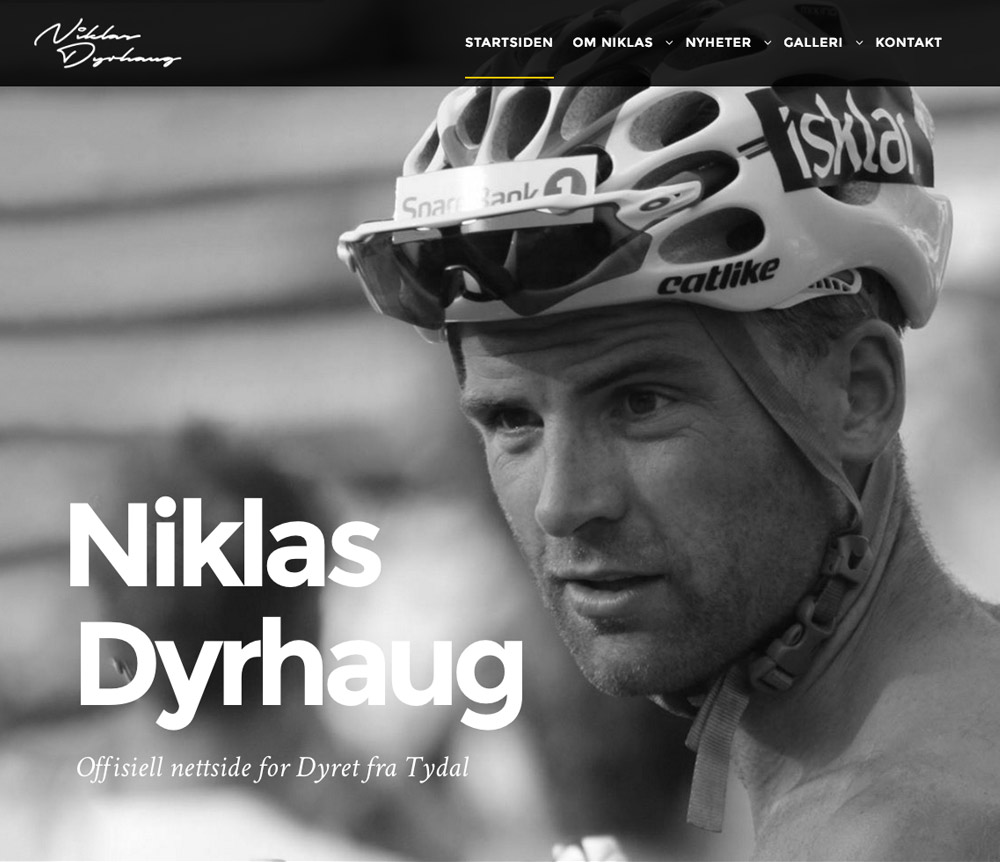 Niklas
Dyrhaug
STARTSIDEN OM NIKLAS NYHETER GALLERI KONTAKT
isklar
SpareBank 1
catlike
Niklas
Dyrhaug
Offisiell nettside for Dyret fra Tydal